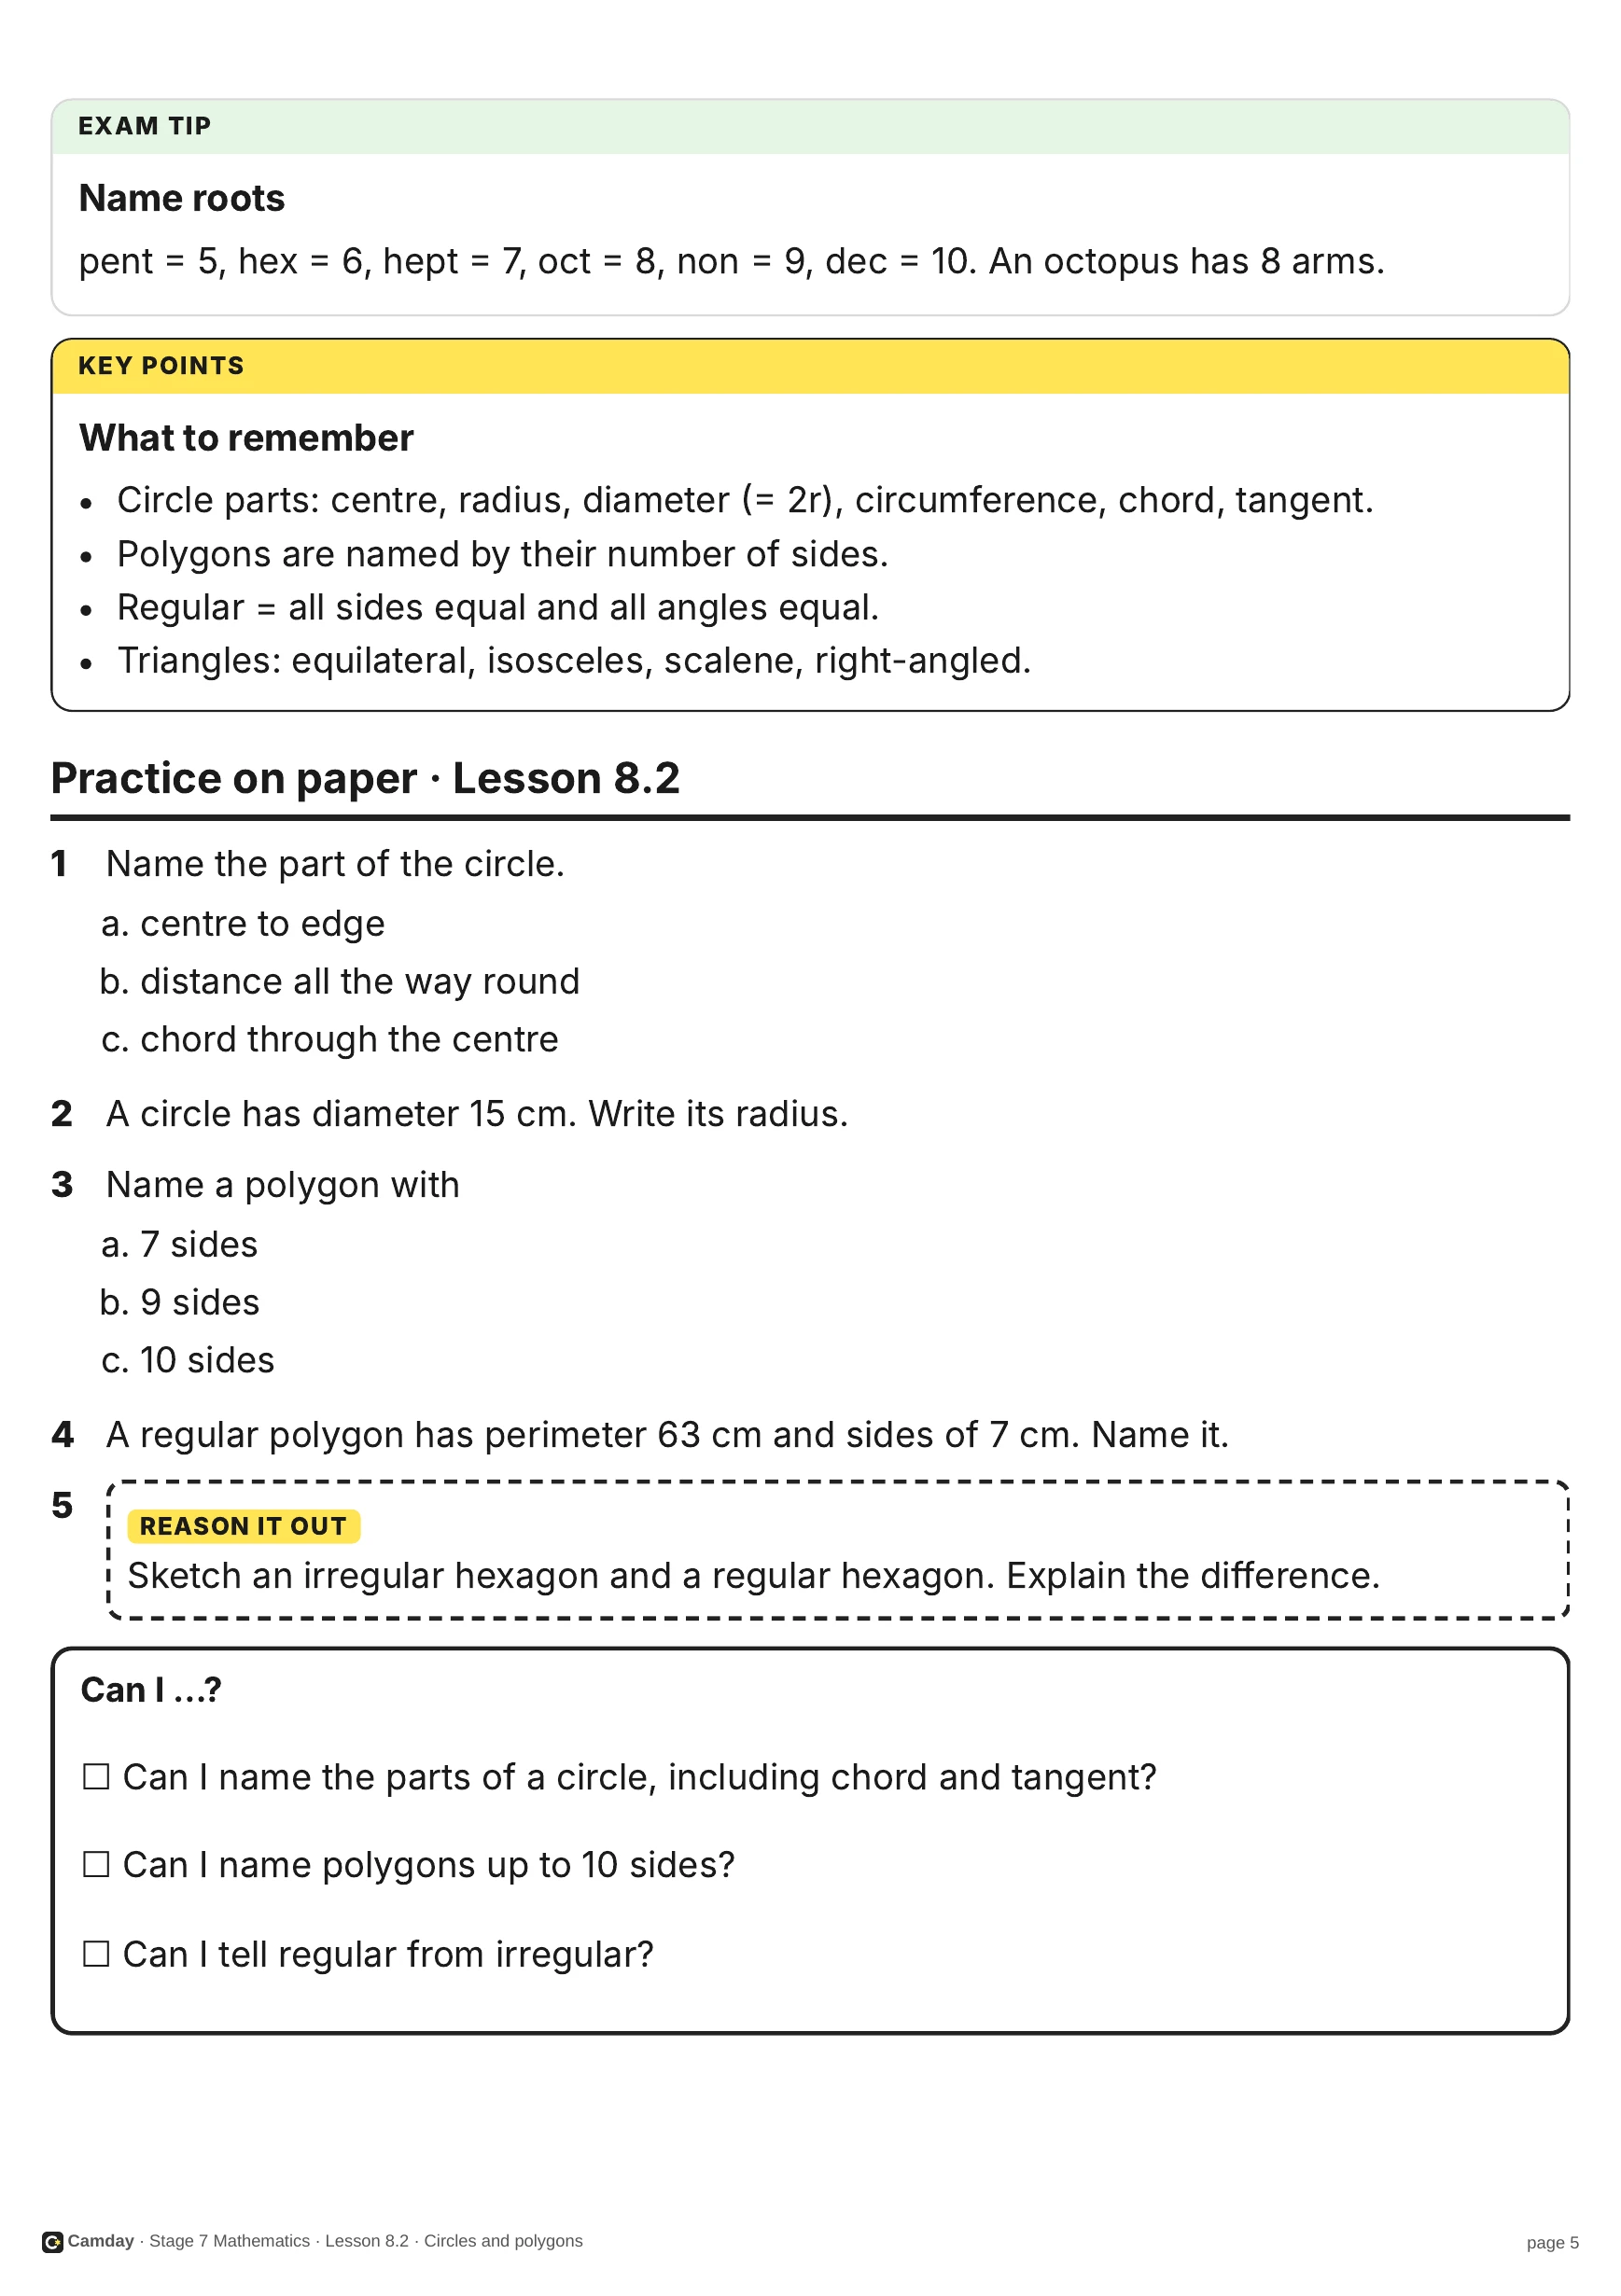 EXAM TIP
Name roots
pent = 5, hex = 6, hept = 7, oct = 8, non = 9, dec = 10. An octopus has 8 arms.
KEY POINTS
What to remember
• Circle parts: centre, radius, diameter (= 2r), circumference, chord, tangent.
• Polygons are named by their number of sides.
• Regular = all sides equal and all angles equal.
• Triangles: equilateral, isosceles, scalene, right-angled.
Practice on paper · Lesson 8.2
1 Name the part of the circle.
a. centre to edge
b. distance all the way round
c. chord through the centre
2 A circle has diameter 15 cm. Write its radius.
3 Name a polygon with
a. 7 sides
b. 9 sides
c. 10 sides
4 A regular polygon has perimeter 63 cm and sides of 7 cm. Name it.
5 REASON IT OUT
Sketch an irregular hexagon and a regular hexagon. Explain the difference.
Can I ...?
☐ Can I name the parts of a circle, including chord and tangent?
☐ Can I name polygons up to 10 sides?
☐ Can I tell regular from irregular?
Camday · Stage 7 Mathematics · Lesson 8.2 · Circles and polygons
page 5